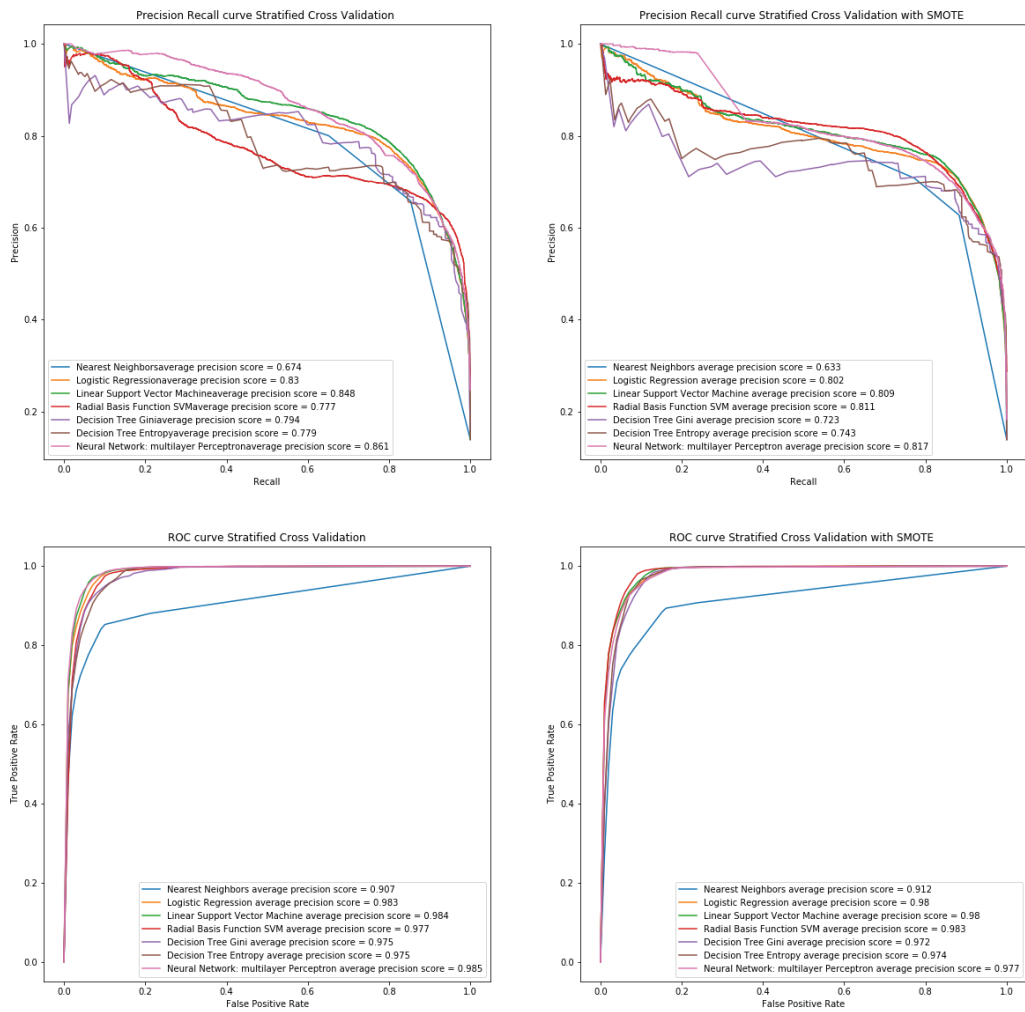 Precision Recall curve Stratified Cross Validation
1.0
0.8
0.6
0.4
0.2
Precision
Nearest Neighborsaverage precision score = 0.674
Logistic Regressionaverage precision score = 0.83
Linear Support Vector Machineaverage precision score = 0.848
Radial Basis Function SVMaverage precision score = 0.777
Decision Tree Giniaverage precision score = 0.794
Decision Tree Entropyaverage precision score = 0.779
Neural Network: multilayer Perceptronaverage precision score = 0.861
0.0 0.2 0.4 0.6 0.8 1.0
Recall
Precision Recall curve Stratified Cross Validation with SMOTE
1.0
0.8
0.6
0.4
0.2
Precision
Nearest Neighbors average precision score = 0.633
Logistic Regression average precision score = 0.802
Linear Support Vector Machine average precision score = 0.809
Radial Basis Function SVM average precision score = 0.811
Decision Tree Gini average precision score = 0.723
Decision Tree Entropy average precision score = 0.743
Neural Network: multilayer Perceptron average precision score = 0.817
0.0 0.2 0.4 0.6 0.8 1.0
Recall
ROC curve Stratified Cross Validation
1.0
0.8
0.6
0.4
0.2
0.0
True Positive Rate
Nearest Neighbors average precision score = 0.907
Logistic Regression average precision score = 0.983
Linear Support Vector Machine average precision score = 0.984
Radial Basis Function SVM average precision score = 0.977
Decision Tree Gini average precision score = 0.975
Decision Tree Entropy average precision score = 0.975
Neural Network: multilayer Perceptron average precision score = 0.985
0.0 0.2 0.4 0.6 0.8 1.0
False Positive Rate
ROC curve Stratified Cross Validation with SMOTE
1.0
0.8
0.6
0.4
0.2
0.0
True Positive Rate
Nearest Neighbors average precision score = 0.912
Logistic Regression average precision score = 0.98
Linear Support Vector Machine average precision score = 0.98
Radial Basis Function SVM average precision score = 0.983
Decision Tree Gini average precision score = 0.972
Decision Tree Entropy average precision score = 0.974
Neural Network: multilayer Perceptron average precision score = 0.977
0.0 0.2 0.4 0.6 0.8 1.0
False Positive Rate